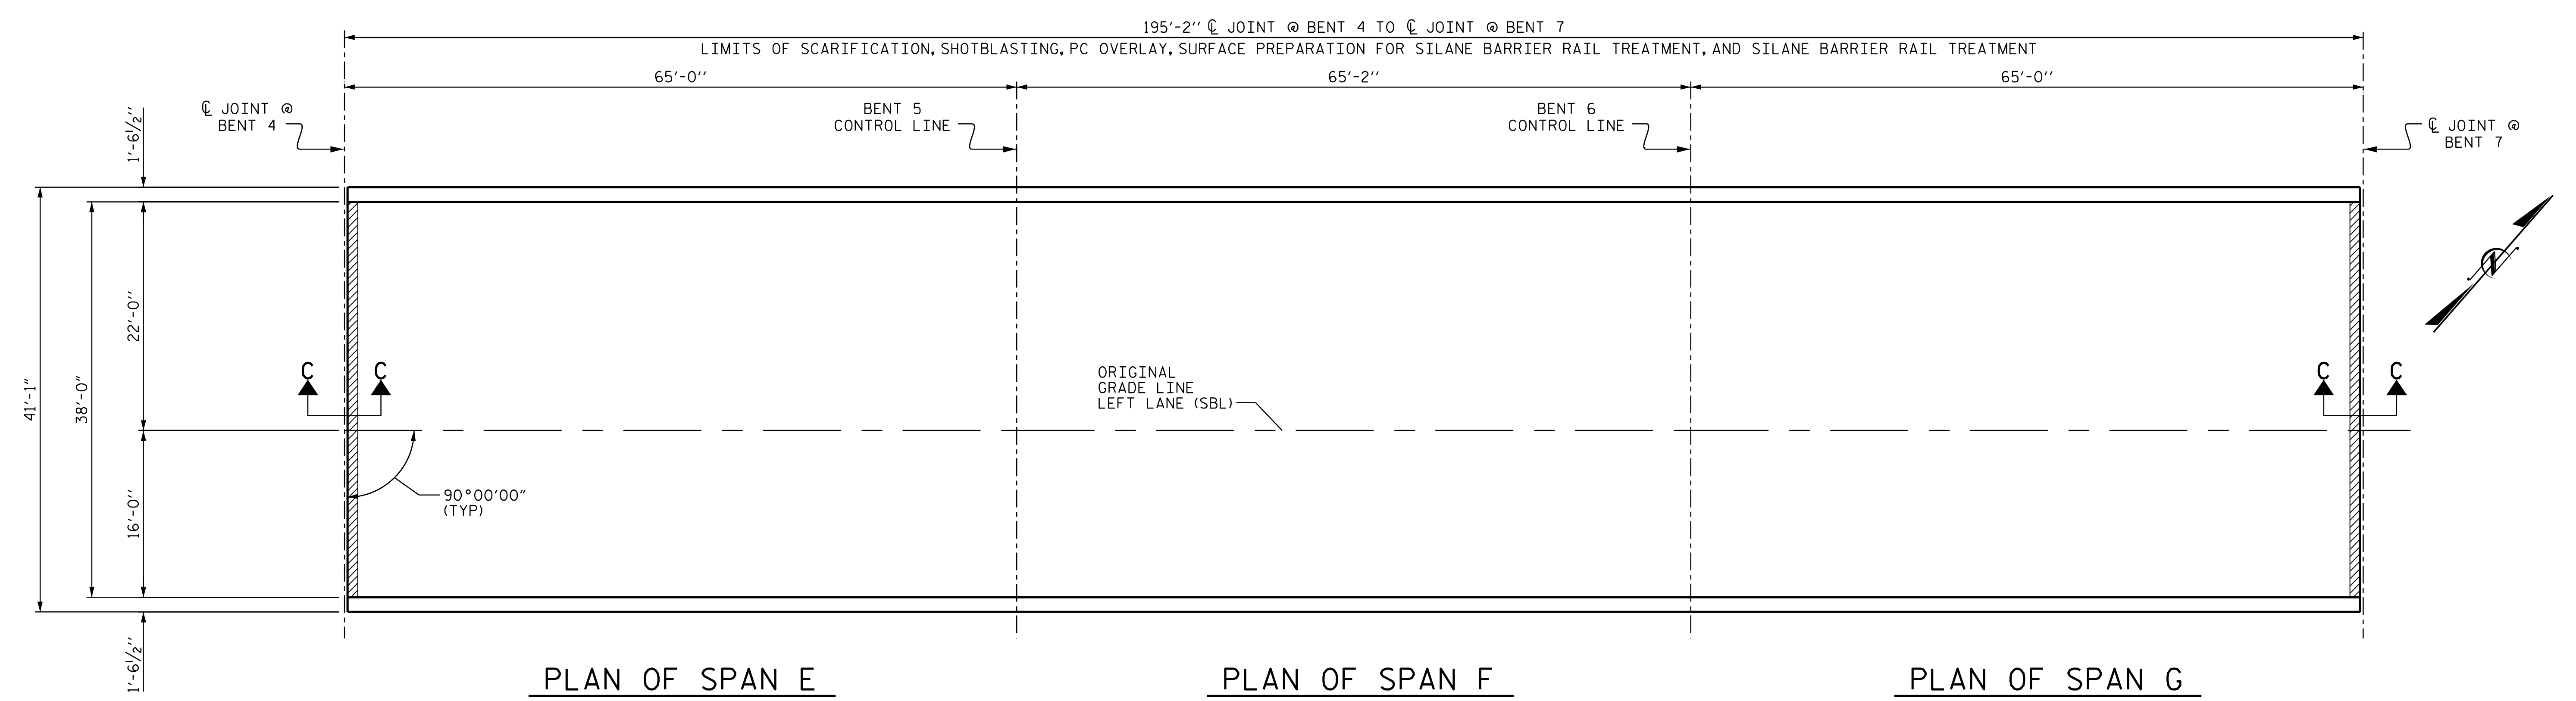 195'-2" ℄ JOINT @ BENT 4 TO ℄ JOINT @ BENT 7
LIMITS OF SCARIFICATION, SHOTBLASTING, PC OVERLAY, SURFACE PREPARATION FOR SILANE BARRIER RAIL TREATMENT, AND SILANE BARRIER RAIL TREATMENT
65'-0"
65'-2"
65'-0"
℄ JOINT @
BENT 4
BENT 5
CONTROL LINE
BENT 6
CONTROL LINE
℄ JOINT @
BENT 7
1'-6½"
22'-0"
16'-0"
1'-6½"
38'-0"
41'-1"
C
C
C
C
N
ORIGINAL
GRADE LINE
LEFT LANE (SBL)
90°00'00"
(TYP)
PLAN OF SPAN E
PLAN OF SPAN F
PLAN OF SPAN G